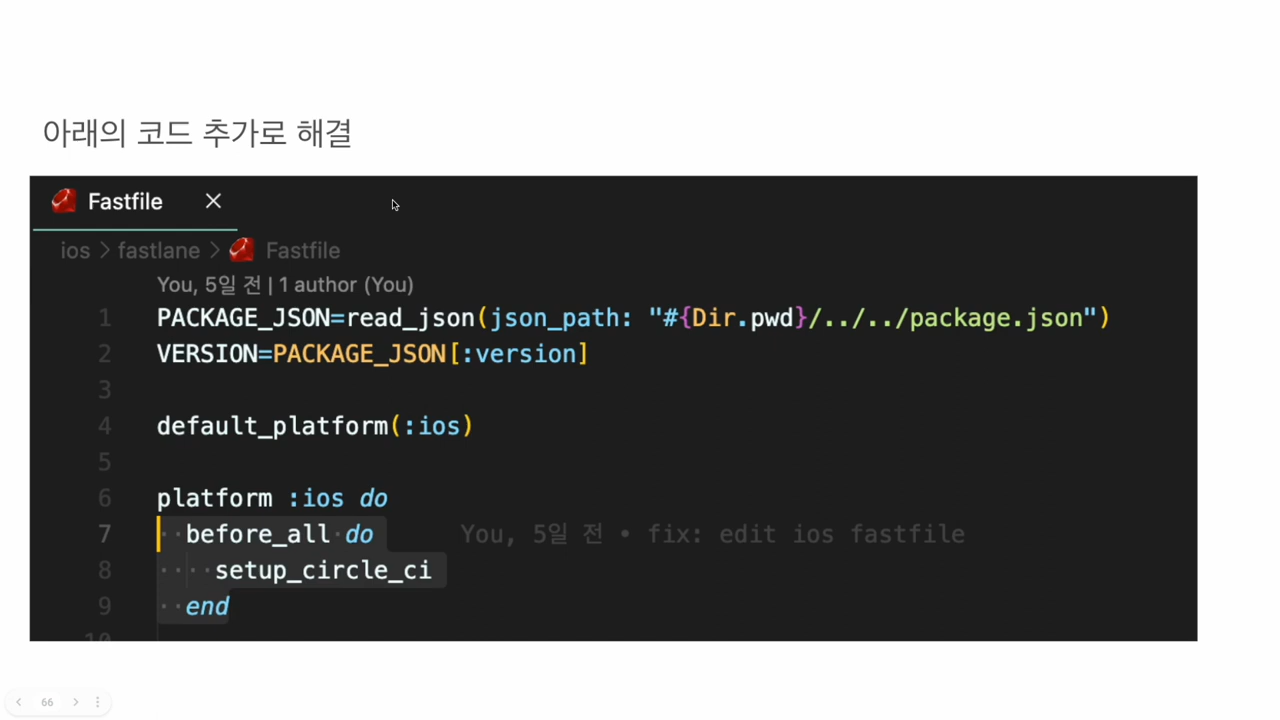 아래의 코드 추가로 해결
Fastfile
ios > fastlane > Fastfile
You, 5일 전 | 1 author (You)
1 PACKAGE_JSON=read_json(json_path: "#{Dir.pwd}/../../package.json")
2 VERSION=PACKAGE_JSON[:version]
3
4 default_platform(:ios)
5
6 platform :ios do
7 before_all do You, 5일 전 • fix: edit ios fastfile
8 setup_circle_ci
9 end
10
66